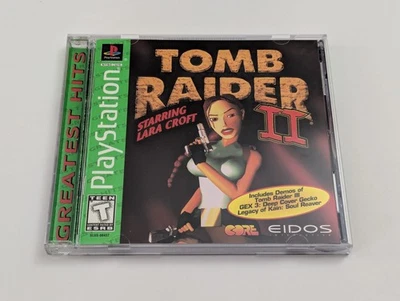 GREATEST HITS
PlayStation
TOMB
RAIDER
II
STARRING
LARA CROFT
Includes Demos of
Tomb Raider III
GEX 3: Deep Cover Gecko
Legacy of Kain: Soul Reaver
TEEN
T
ESRB
CORE
EIDOS